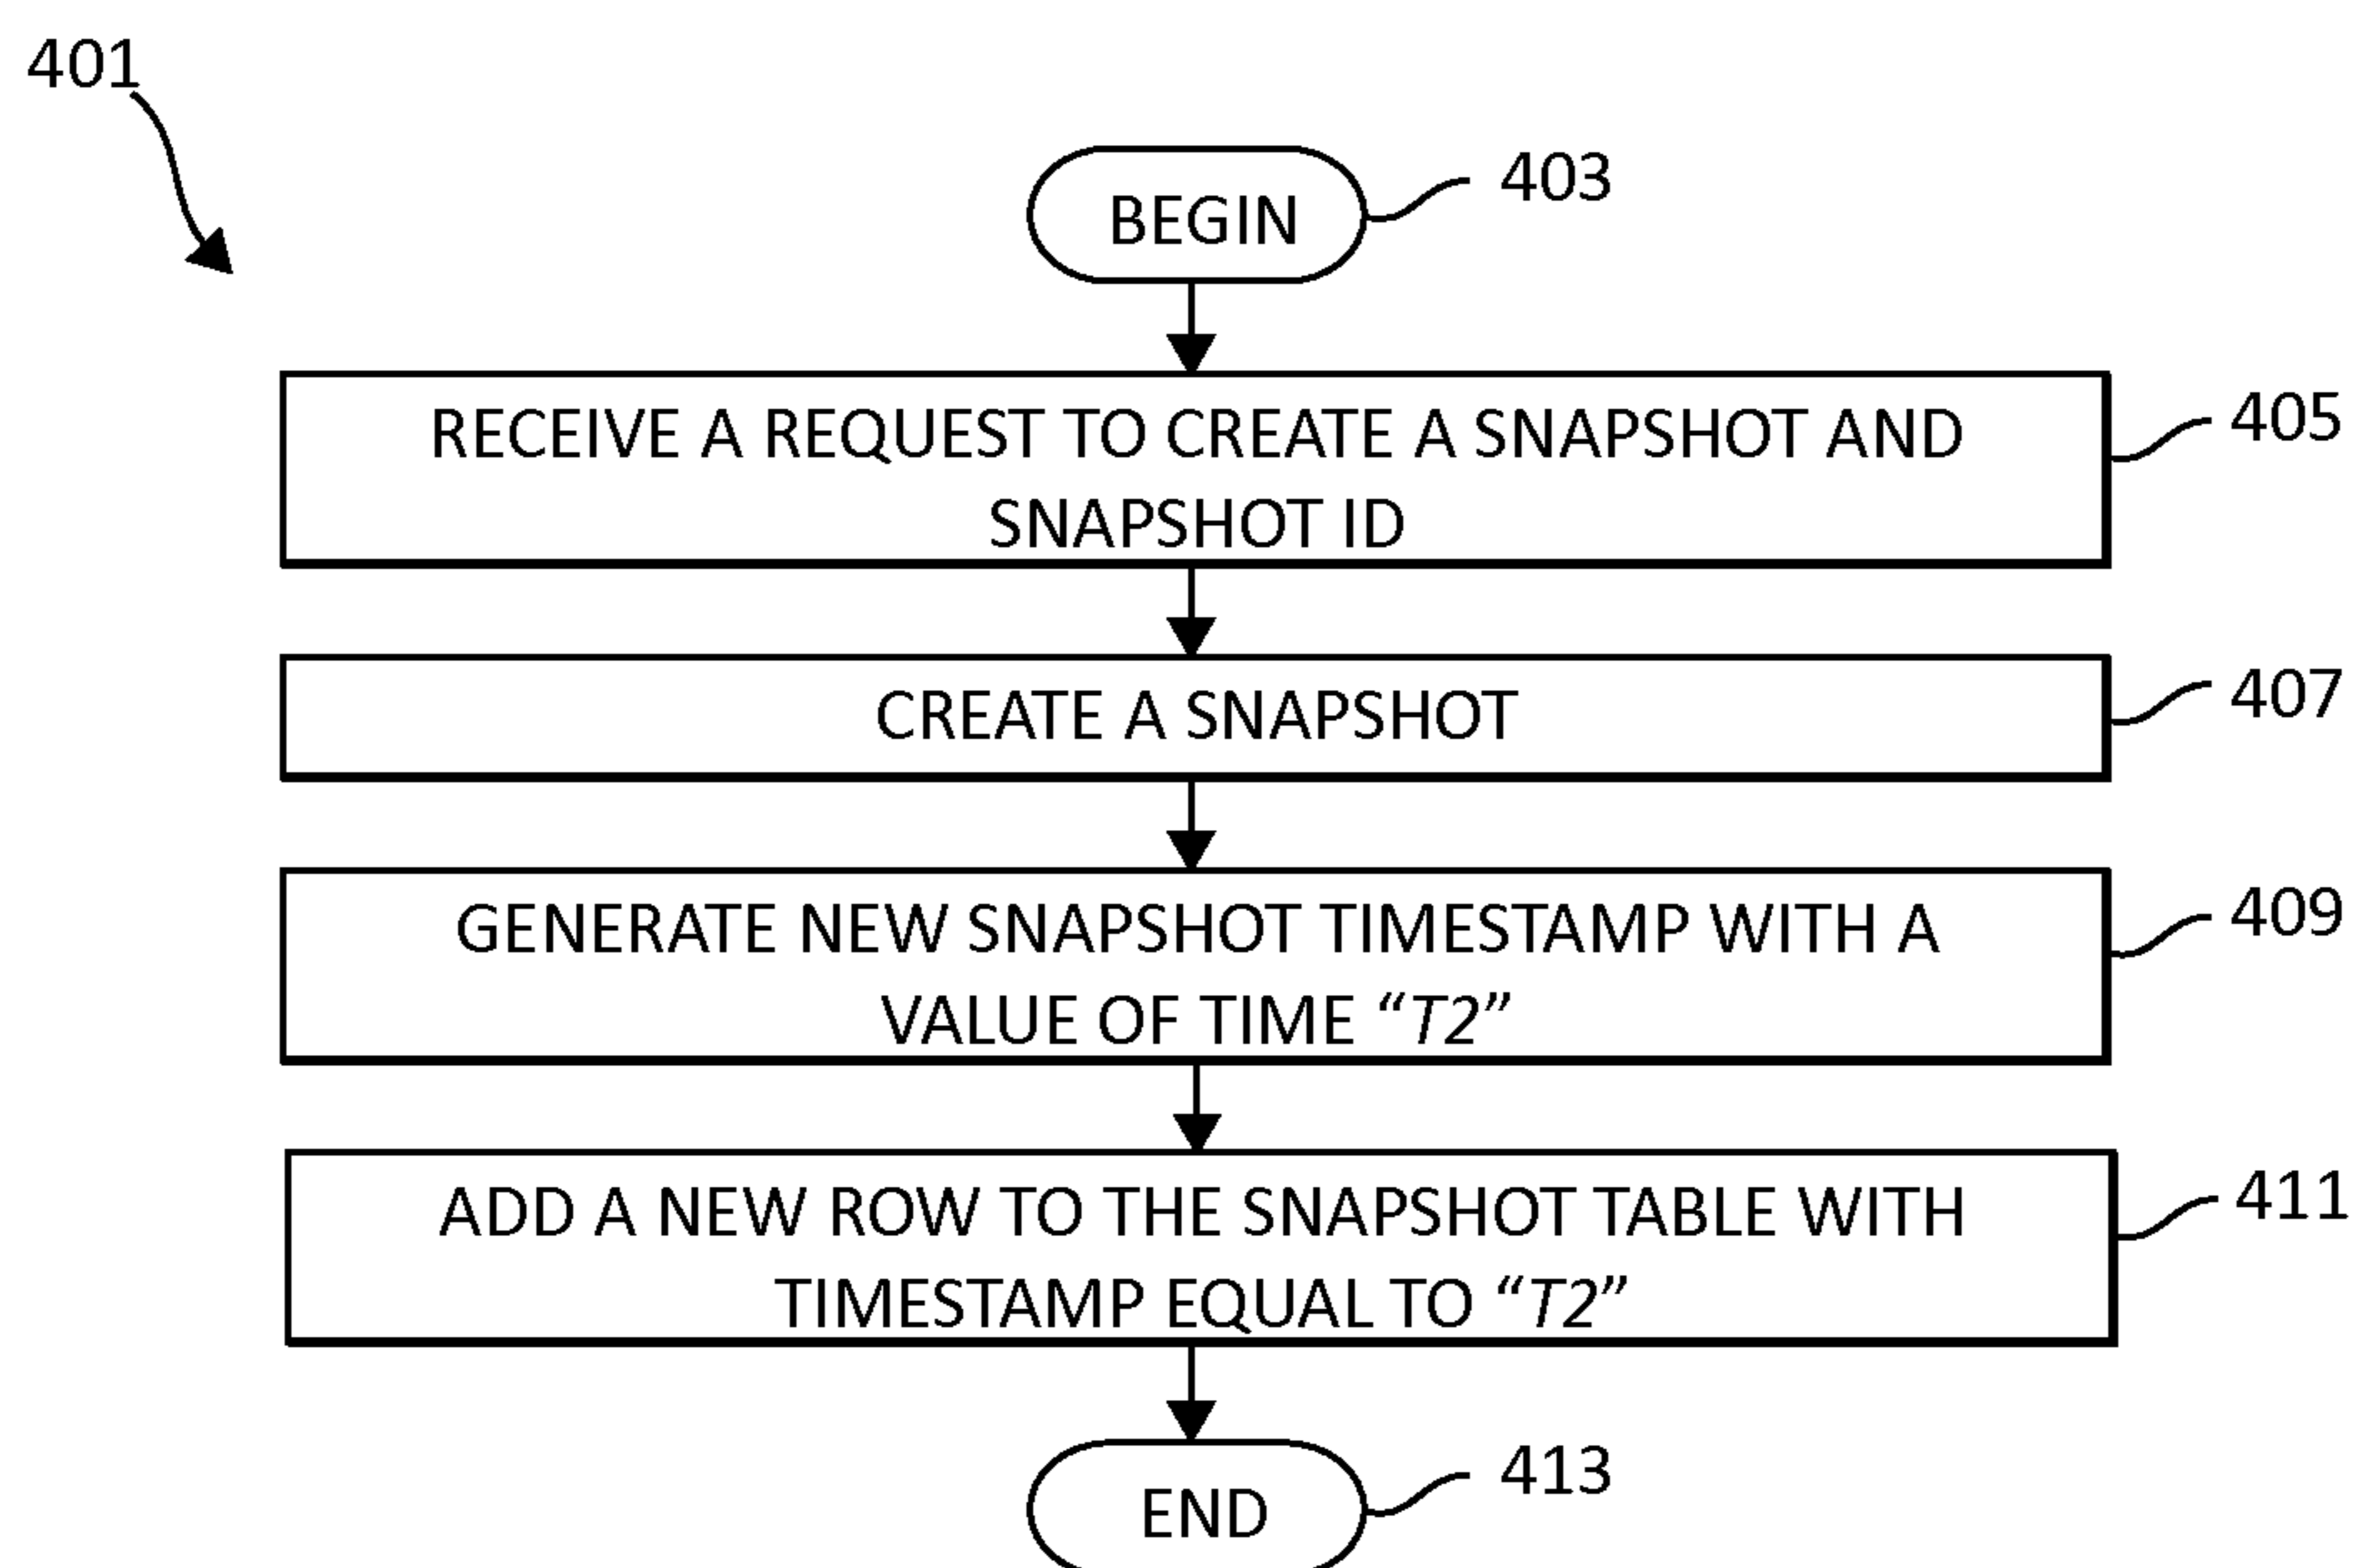 401
BEGIN
403
RECEIVE A REQUEST TO CREATE A SNAPSHOT AND
SNAPSHOT ID
405
CREATE A SNAPSHOT
407
GENERATE NEW SNAPSHOT TIMESTAMP WITH A
VALUE OF TIME “T2”
409
ADD A NEW ROW TO THE SNAPSHOT TABLE WITH
TIMESTAMP EQUAL TO “T2”
411
END
413